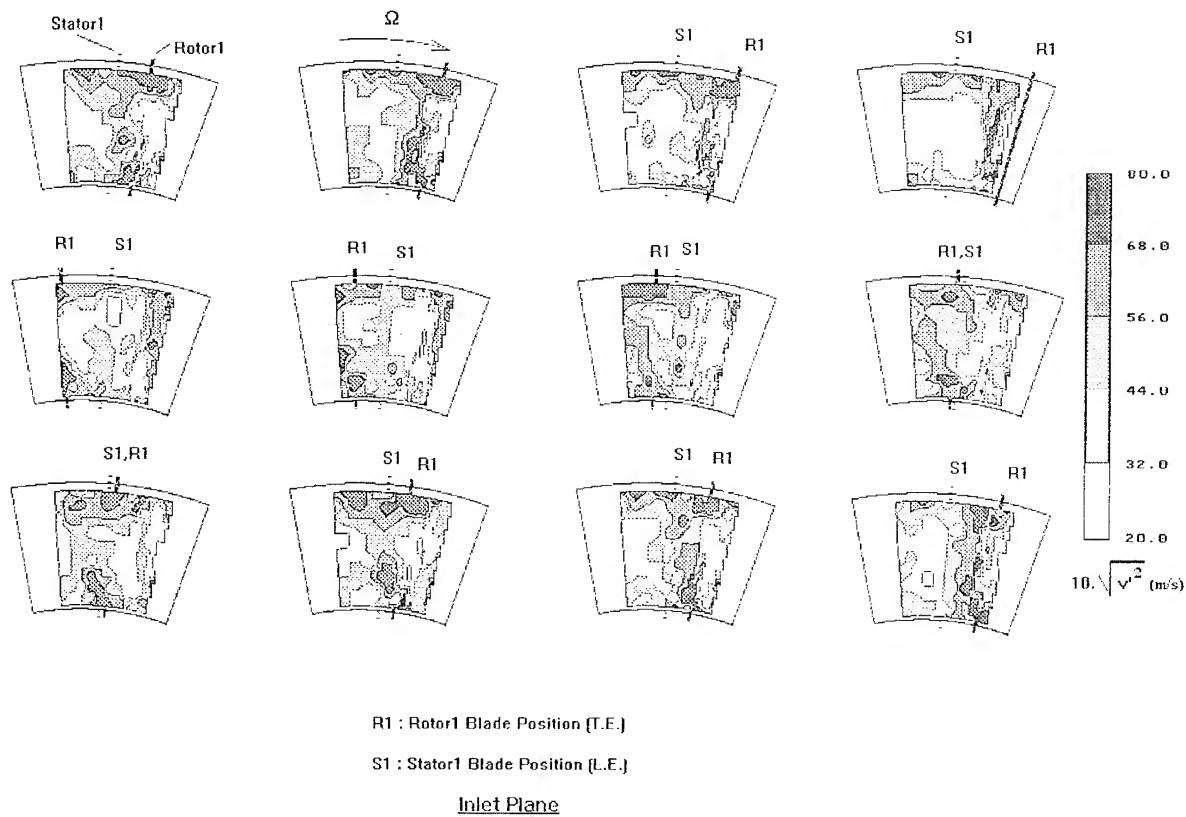 Stator1
Rotor1
Ω
S1
R1
S1
R1
R1
S1
R1
S1
R1
S1
R1,S1
S1,R1
S1
R1
S1
R1
S1
R1
80.0
68.0
56.0
44.0
32.0
20.0
10.√v'² (m/s)
R1 : Rotor1 Blade Position (T.E.)
S1 : Stator1 Blade Position (L.E.)
Inlet Plane